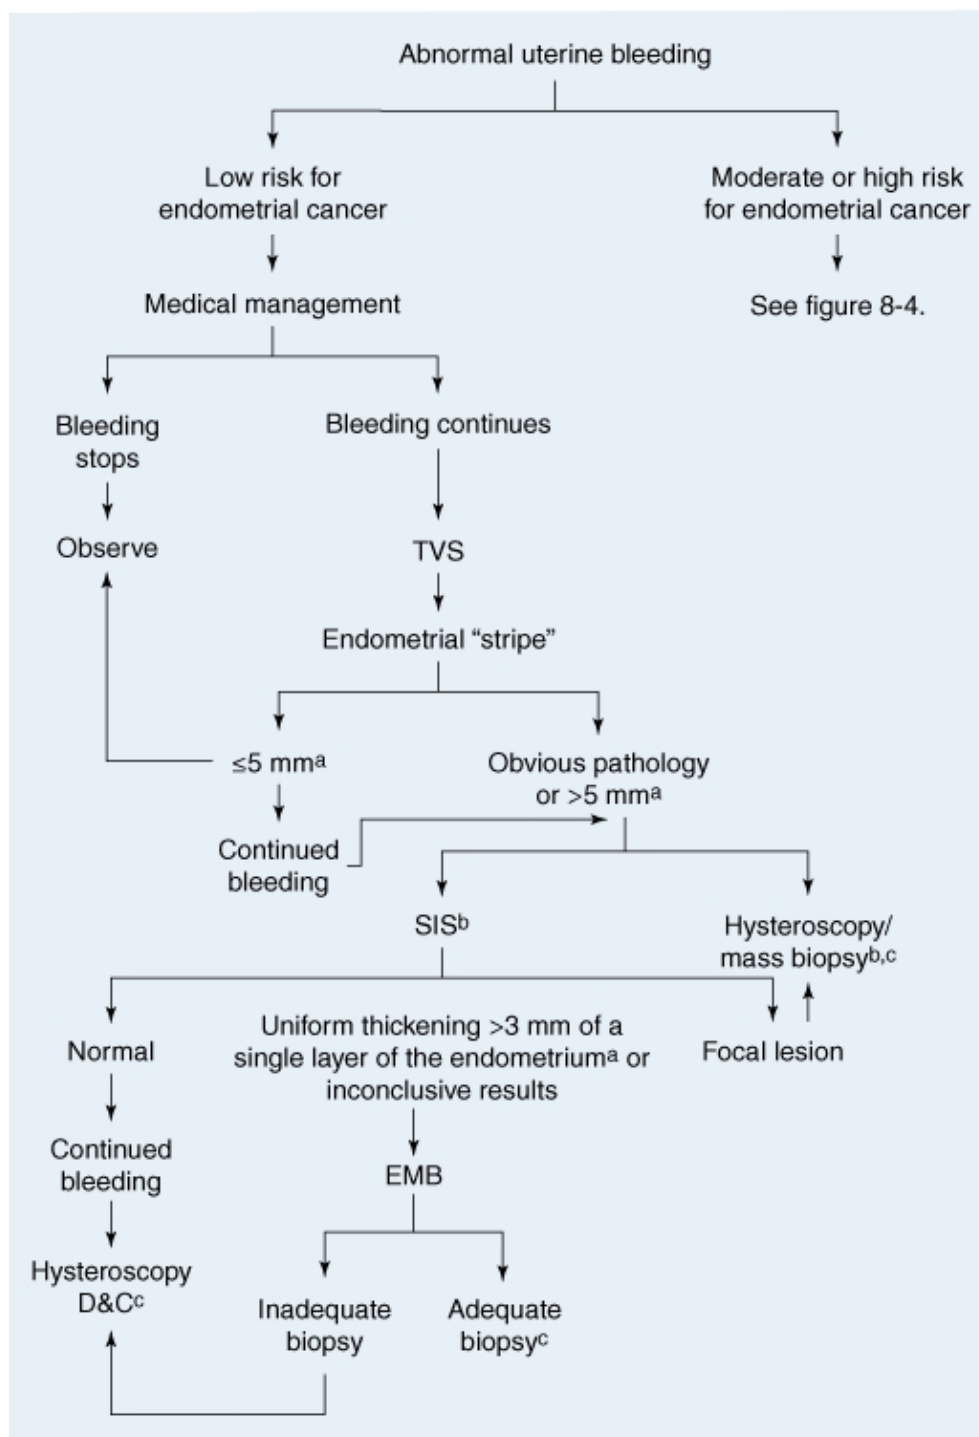 Abnormal uterine bleeding
Low risk for
endometrial cancer
Moderate or high risk
for endometrial cancer
Medical management
See figure 8-4.
Bleeding
stops
Bleeding continues
Observe
TVS
Endometrial “stripe”
≤5 mmᵃ
Obvious pathology
or >5 mmᵃ
Continued
bleeding
SISᵇ
Hysteroscopy/
mass biopsyᵇ,ᶜ
Normal
Uniform thickening >3 mm of a
single layer of the endometriumᵃ or
inconclusive results
Focal lesion
Continued
bleeding
EMB
Hysteroscopy
D&Cᶜ
Inadequate
biopsy
Adequate
biopsyᶜ